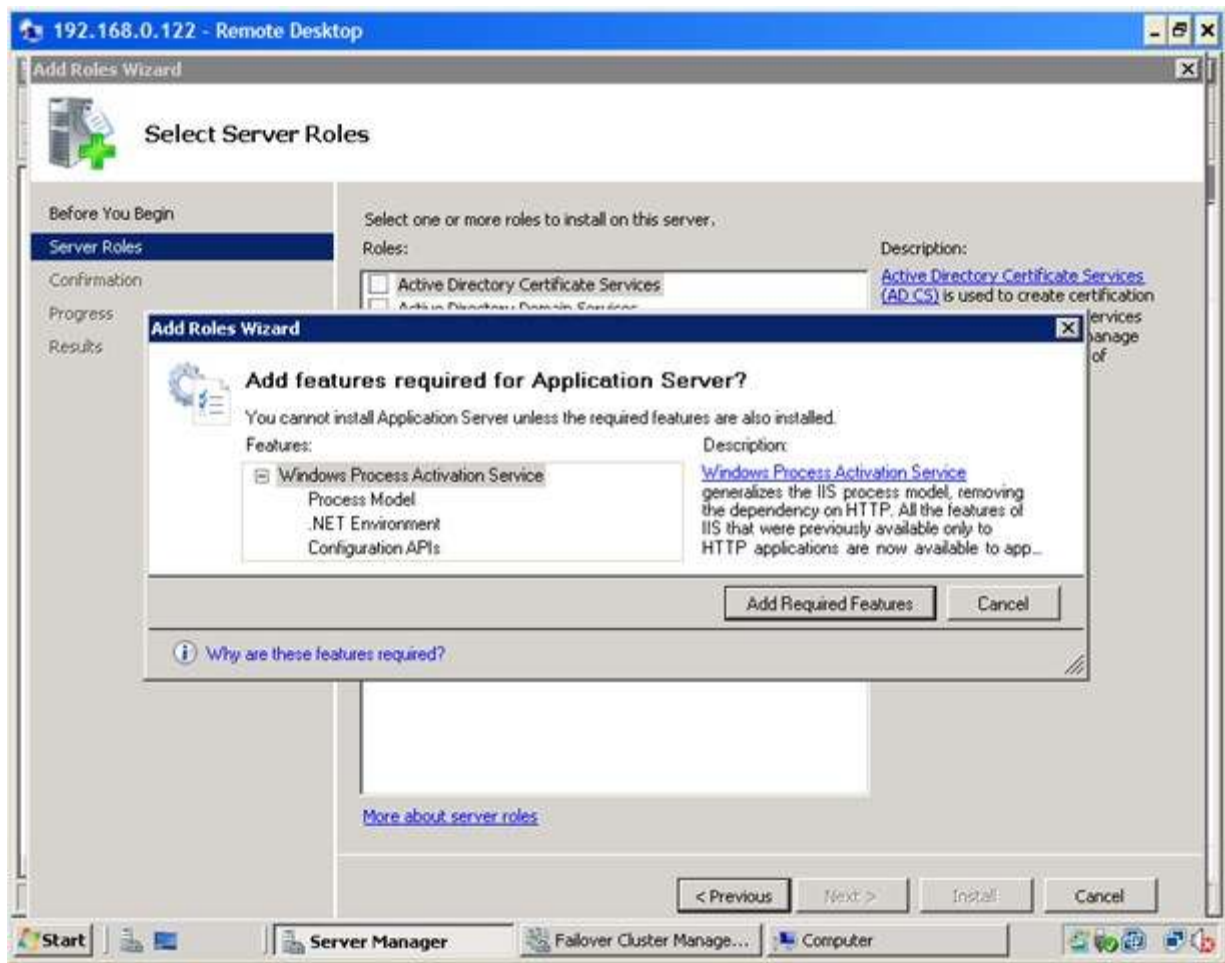 192.168.0.122 - Remote Desktop
Add Roles Wizard
Select Server Roles
Before You Begin
Server Roles
Confirmation
Progress
Results
Select one or more roles to install on this server.
Roles:
Active Directory Certificate Services
Active Directory Domain Services
Description:
Active Directory Certificate Services
(AD CS) is used to create certification
ervices
manage
of
Add Roles Wizard
Add features required for Application Server?
You cannot install Application Server unless the required features are also installed.
Features:
Windows Process Activation Service
Process Model
.NET Environment
Configuration APIs
Description:
Windows Process Activation Service
generalizes the IIS process model, removing
the dependency on HTTP. All the features of
IIS that were previously available only to
HTTP applications are now available to app...
Add Required Features
Cancel
Why are these features required?
More about server roles
< Previous
Next >
Install
Cancel
Start
Server Manager
Failover Cluster Manage...
Computer